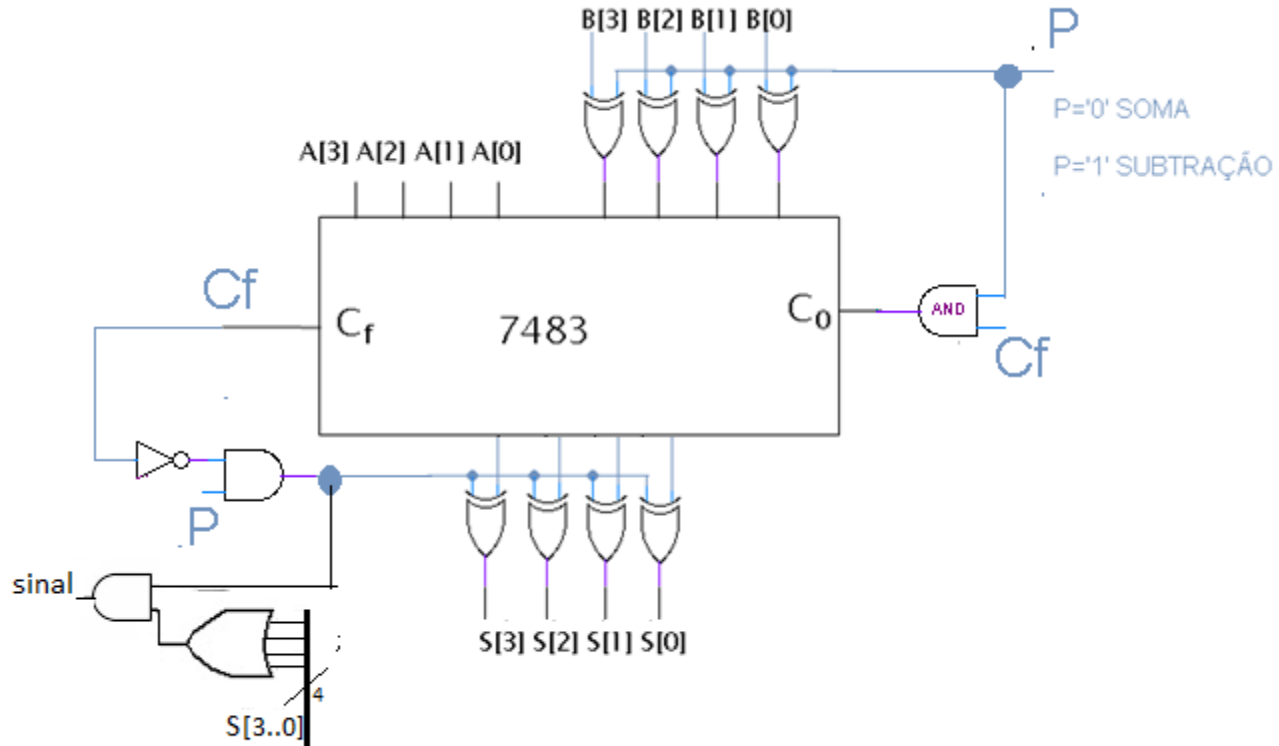 B[3] B[2] B[1] B[0]
P
P='0' SOMA
P='1' SUBTRAÇÃO
A[3] A[2] A[1] A[0]
Cf
Cf
7483
C0
AND
Cf
P
sinal
S[3] S[2] S[1] S[0]
4
S[3..0]